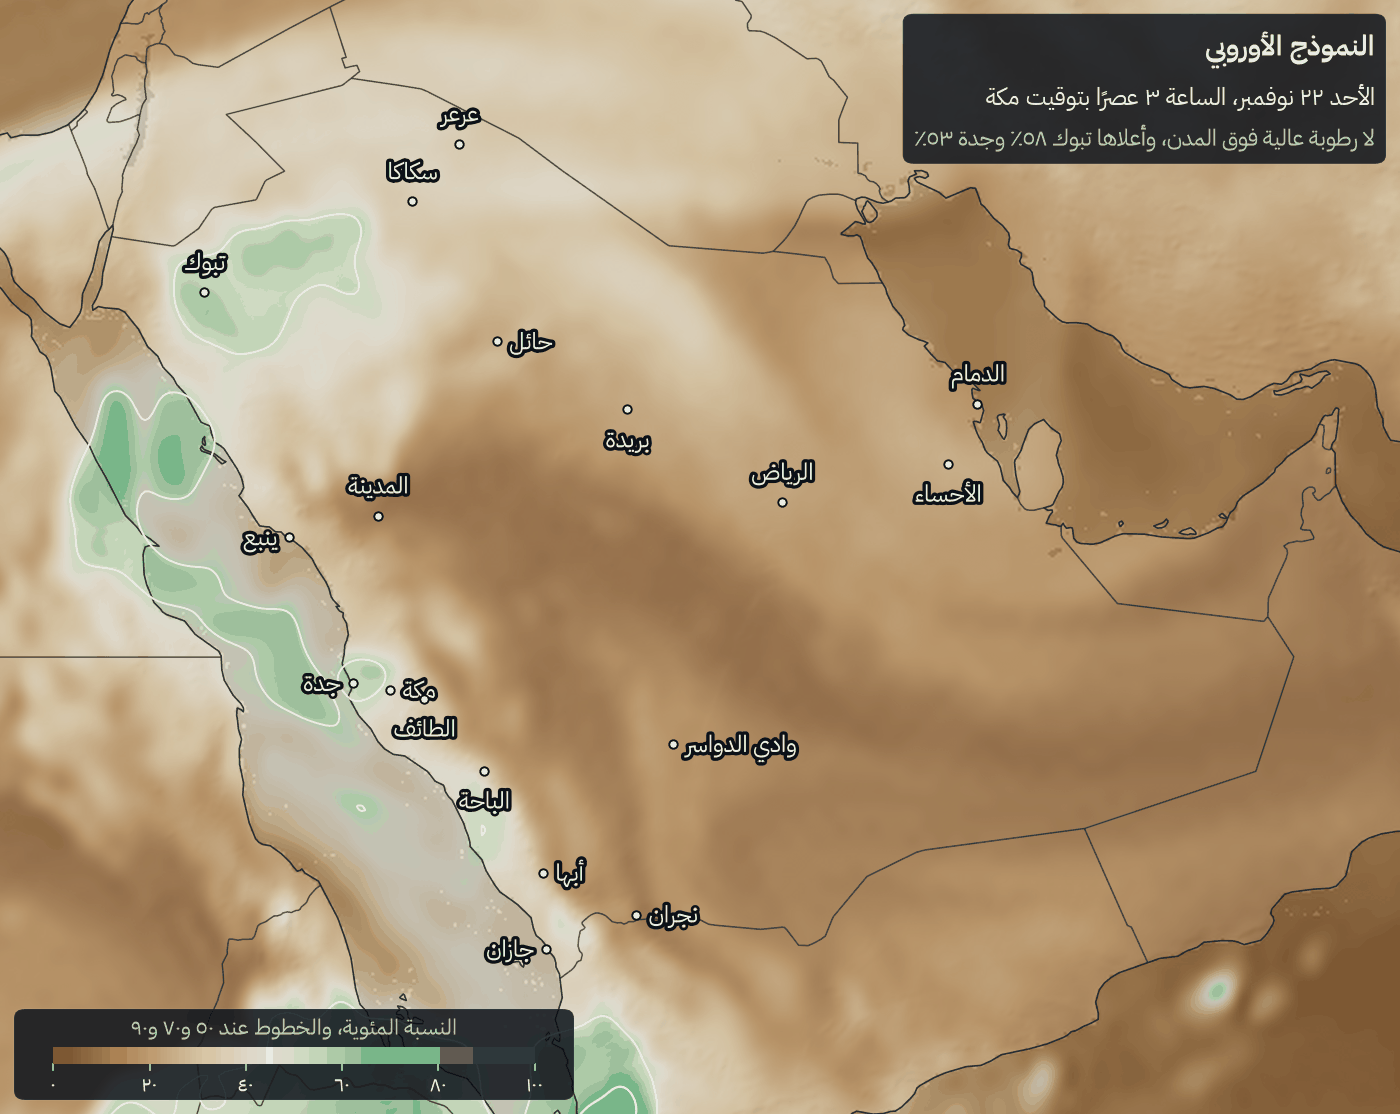 النموذج الأوروبي
الأحد ٢٢ نوفمبر، الساعة ٣ عصرًا بتوقيت مكة
لا رطوبة عالية فوق المدن، وأعلاها تبوك ٥٨٪ وجدة ٥٣٪
عرعر
سكاكا
تبوك
حائل
الدمام
بريدة
الرياض
المدينة
الأحساء
ينبع
جدة
مكة
الطائف
وادي الدواسر
الباحة
أبها
نجران
جازان
النسبة المئوية، والخطوط عند ٥٠ و٧٠ و٩٠
٠ ٢٠ ٤٠ ٦٠ ٨٠ ١٠٠